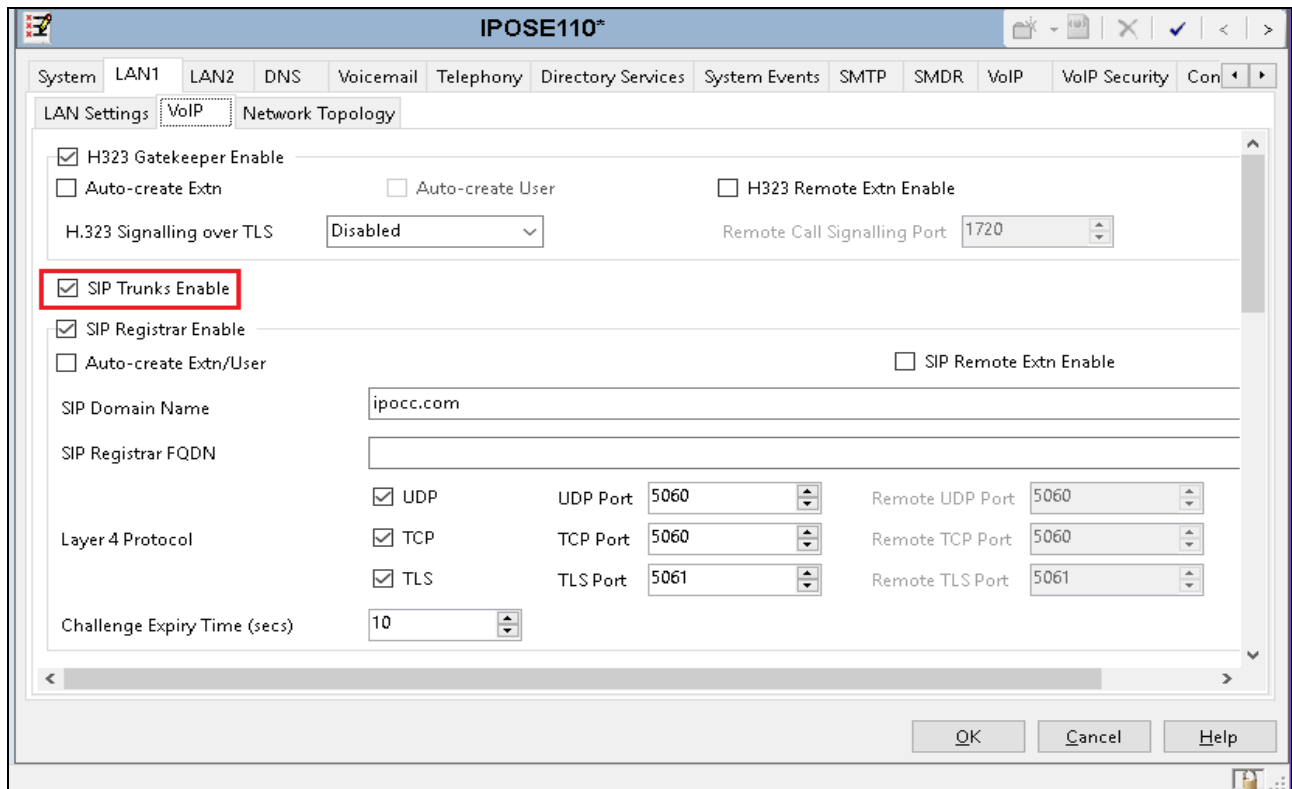 IPOSE110*
System LAN1 LAN2 DNS Voicemail Telephony Directory Services System Events SMTP SMDR VoIP VoIP Security Con
LAN Settings VoIP Network Topology
H323 Gatekeeper Enable
Auto-create Extn Auto-create User H323 Remote Extn Enable
H.323 Signalling over TLS Disabled Remote Call Signalling Port 1720
SIP Trunks Enable
SIP Registrar Enable
Auto-create Extn/User SIP Remote Extn Enable
SIP Domain Name ipocc.com
SIP Registrar FQDN
UDP UDP Port 5060 Remote UDP Port 5060
Layer 4 Protocol TCP TCP Port 5060 Remote TCP Port 5060
TLS TLS Port 5061 Remote TLS Port 5061
Challenge Expiry Time (secs) 10
OK Cancel Help